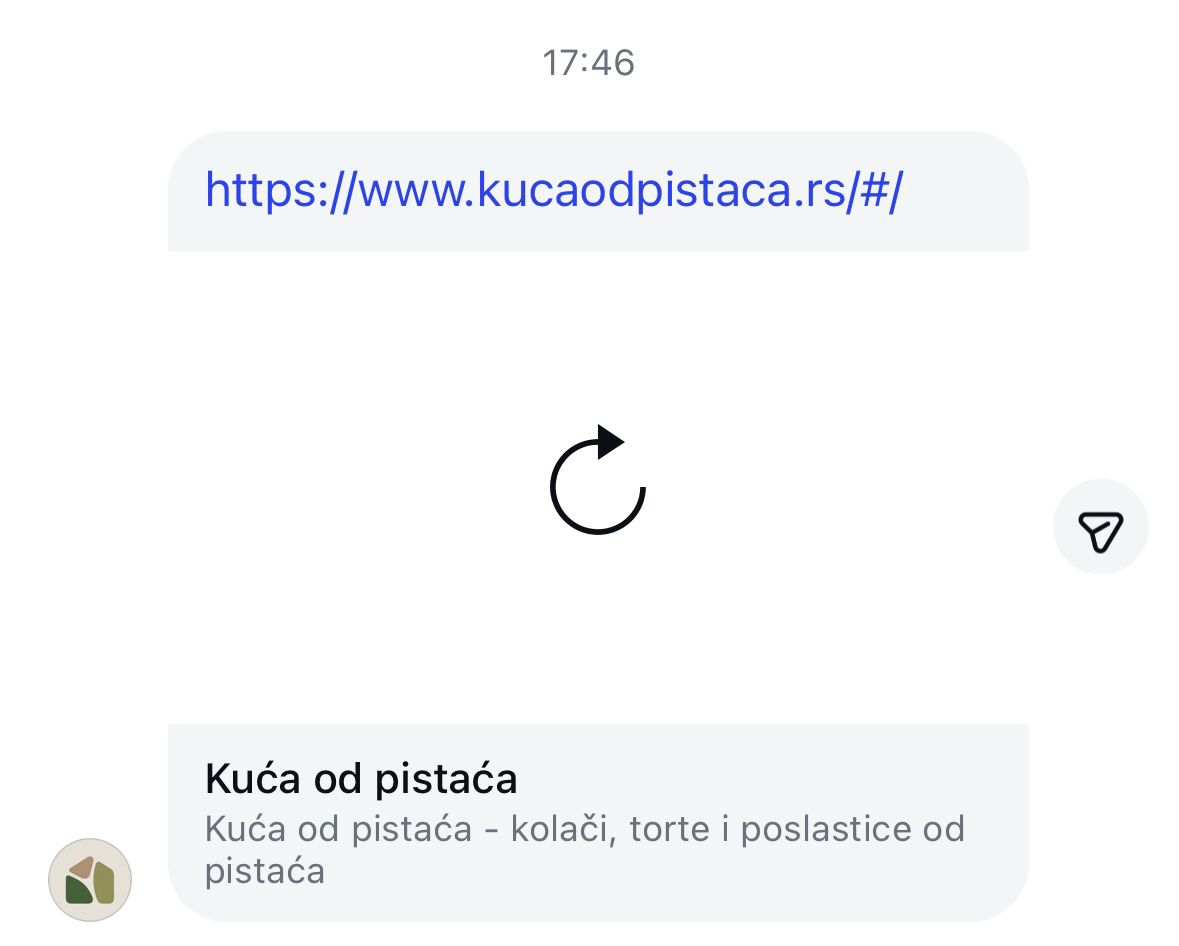 17:46
https://www.kucaodpistaca.rs/#/
Kuća od pistaća
Kuća od pistaća - kolači, torte i poslastice od
pistaća